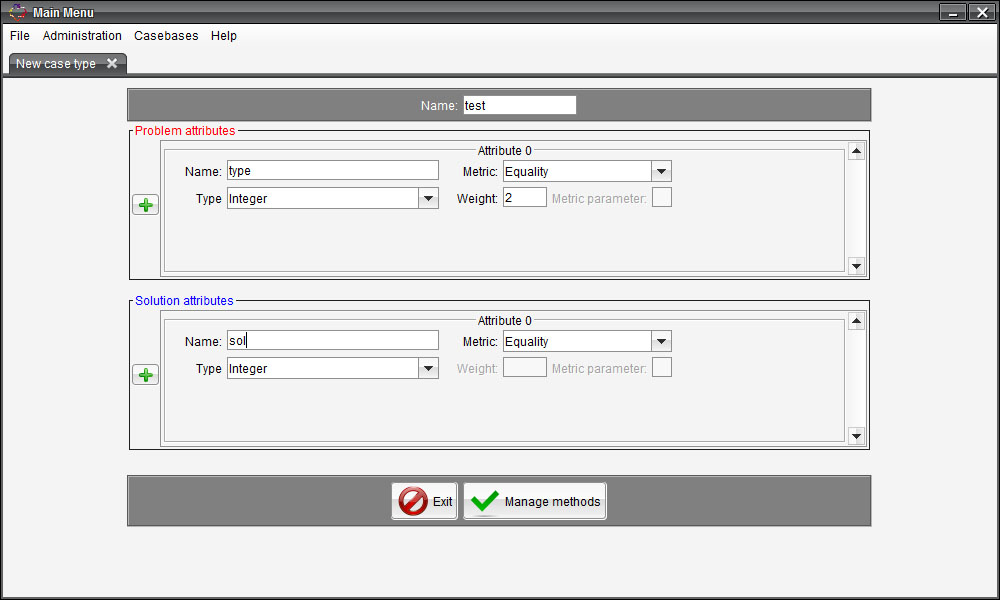 Main Menu
File Administration Casebases Help
New case type
Name: test
Problem attributes
Attribute 0
Name: type Metric: Equality
Type Integer Weight: 2 Metric parameter:
Solution attributes
Attribute 0
Name: sol Metric: Equality
Type Integer Weight: Metric parameter:
Exit Manage methods